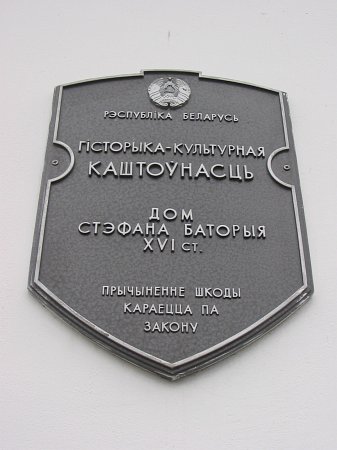 РЭСПУБЛІКА БЕЛАРУСЬ
ГІСТОРЫКА-КУЛЬТУРНАЯ
КАШТОЎНАСЦЬ
ДОМ
СТЭФАНА БАТОРЫЯ
XVI СТ.
ПРЫЧЫНЕННЕ ШКОДЫ
КАРАЕЦЦА ПА
ЗАКОНУ